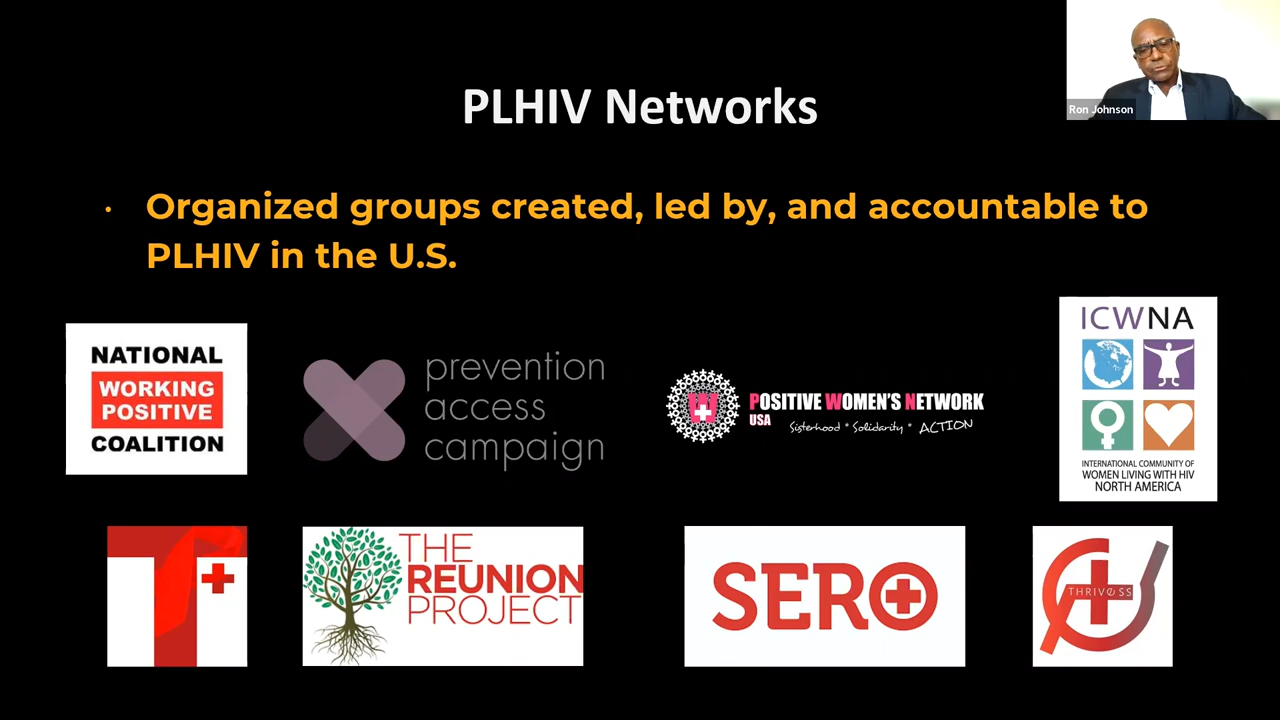 PLHIV Networks
Ron Johnson
· Organized groups created, led by, and accountable to
PLHIV in the U.S.
NATIONAL
WORKING
POSITIVE
COALITION
prevention
access
campaign
POSITIVE WOMEN'S NETWORK
USA
Sisterhood * Solidarity * ACTION
ICWNA
INTERNATIONAL COMMUNITY OF
WOMEN LIVING WITH HIV
NORTH AMERICA
T+
THE
REUNION
PROJECT
SERO
THRIVE SS